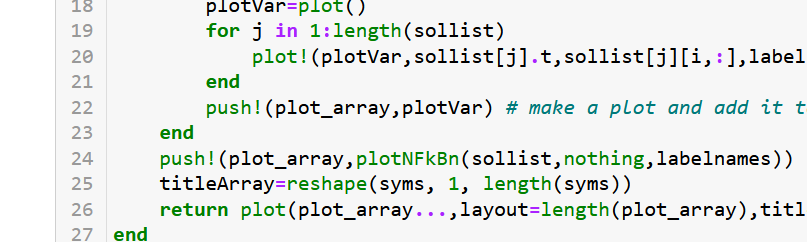 18 plotVar=plot()
19 for j in 1:length(sollist)
20 plot!(plotVar,sollist[j].t,sollist[j][i,:],label
21 end
22 push!(plot_array,plotVar) # make a plot and add it t
23 end
24 push!(plot_array,plotNFkBn(sollist,nothing,labelnames))
25 titleArray=reshape(syms, 1, length(syms))
26 return plot(plot_array...,layout=length(plot_array),titl
27 end